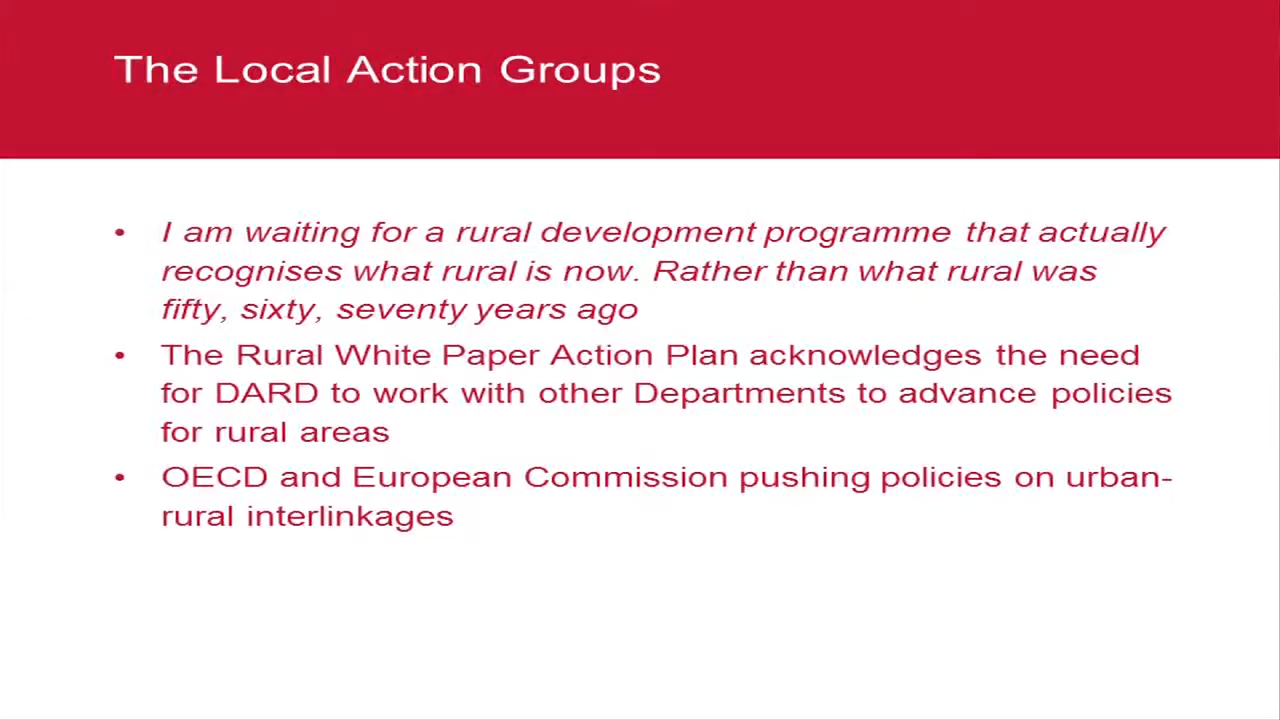 The Local Action Groups
• I am waiting for a rural development programme that actually
recognises what rural is now. Rather than what rural was
fifty, sixty, seventy years ago
• The Rural White Paper Action Plan acknowledges the need
for DARD to work with other Departments to advance policies
for rural areas
• OECD and European Commission pushing policies on urban-
rural interlinkages